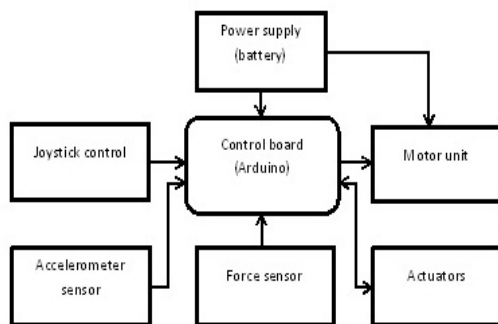 Power supply
(battery)
Joystick control
Control board
(Arduino)
Motor unit
Accelerometer
sensor
Force sensor
Actuators